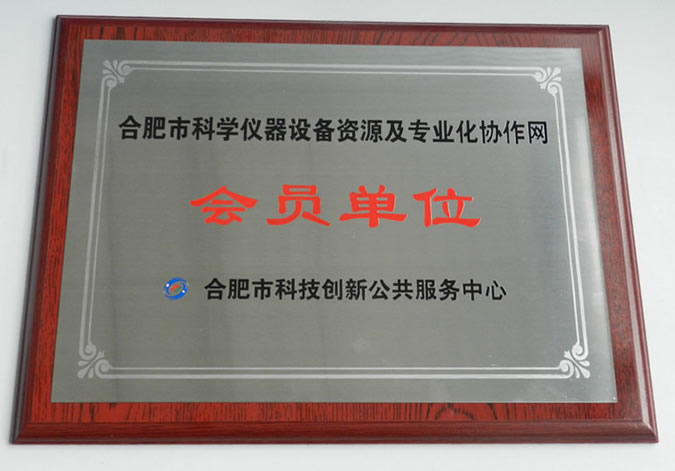 合肥市科学仪器设备资源及专业化协作网
会员单位
合肥市科技创新公共服务中心